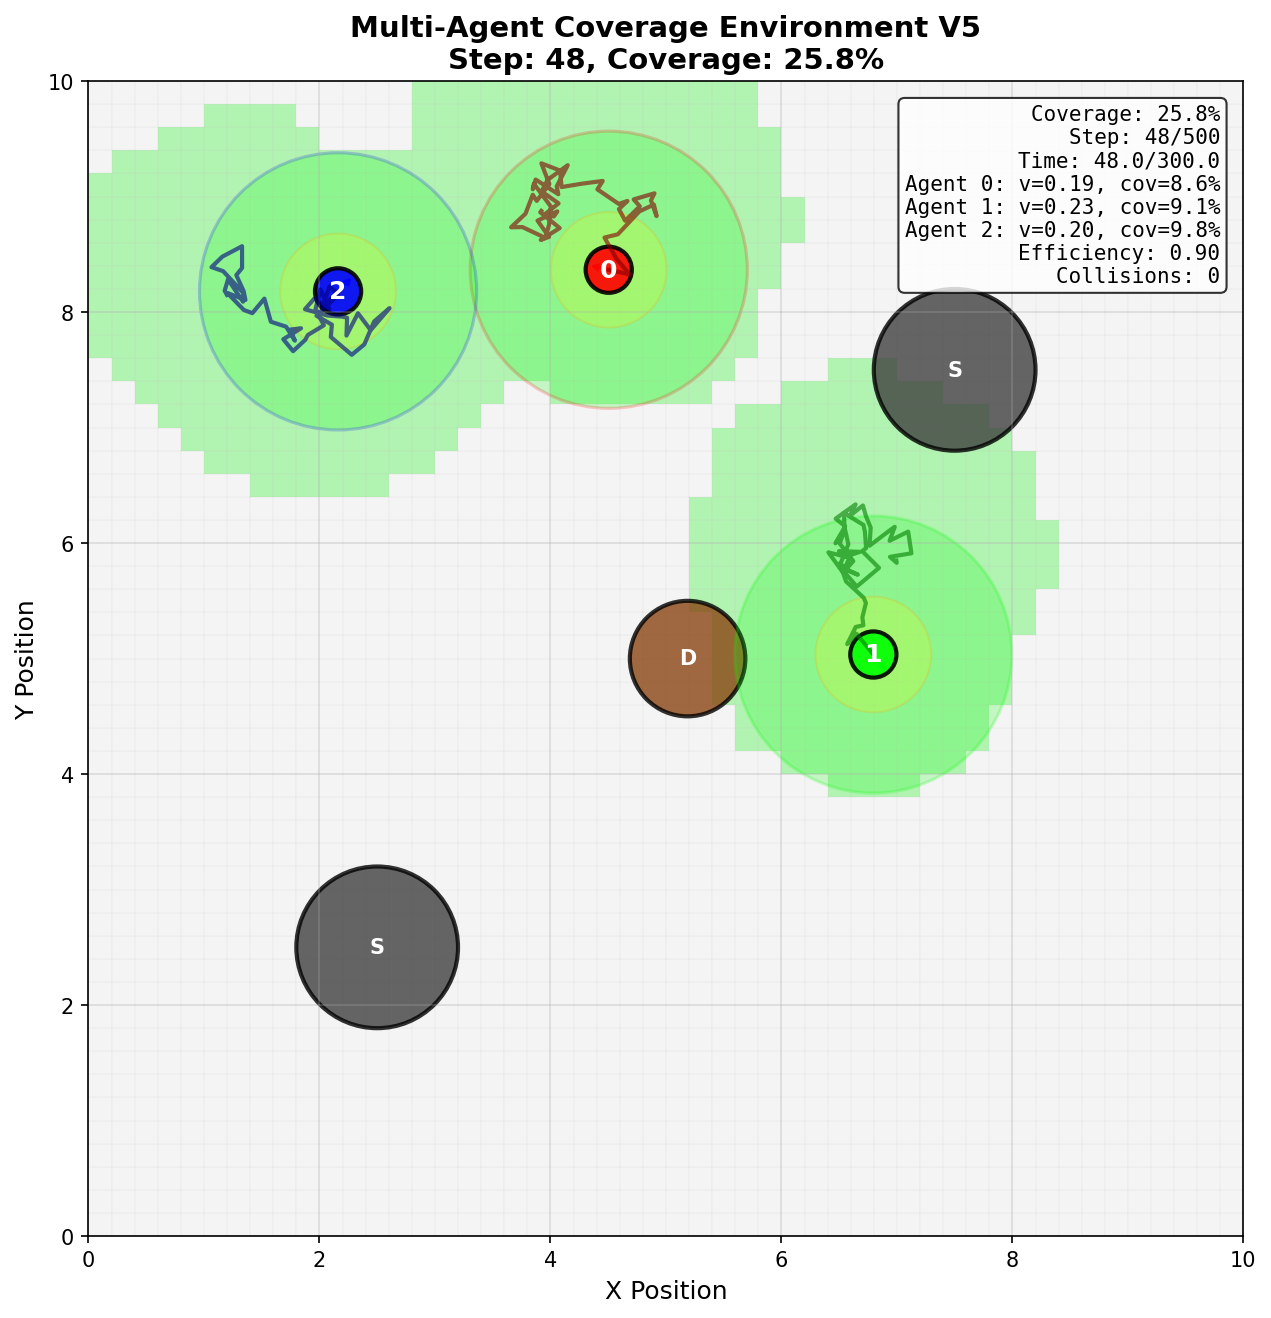 Multi-Agent Coverage Environment V5
Step: 48, Coverage: 25.8%
Coverage: 25.8%
Step: 48/500
Time: 48.0/300.0
Agent 0: v=0.19, cov=8.6%
Agent 1: v=0.23, cov=9.1%
Agent 2: v=0.20, cov=9.8%
Efficiency: 0.90
Collisions: 0
10
8
6
4
2
0
Y Position
2
0
S
1
D
S
0
2
4
6
8
10
X Position